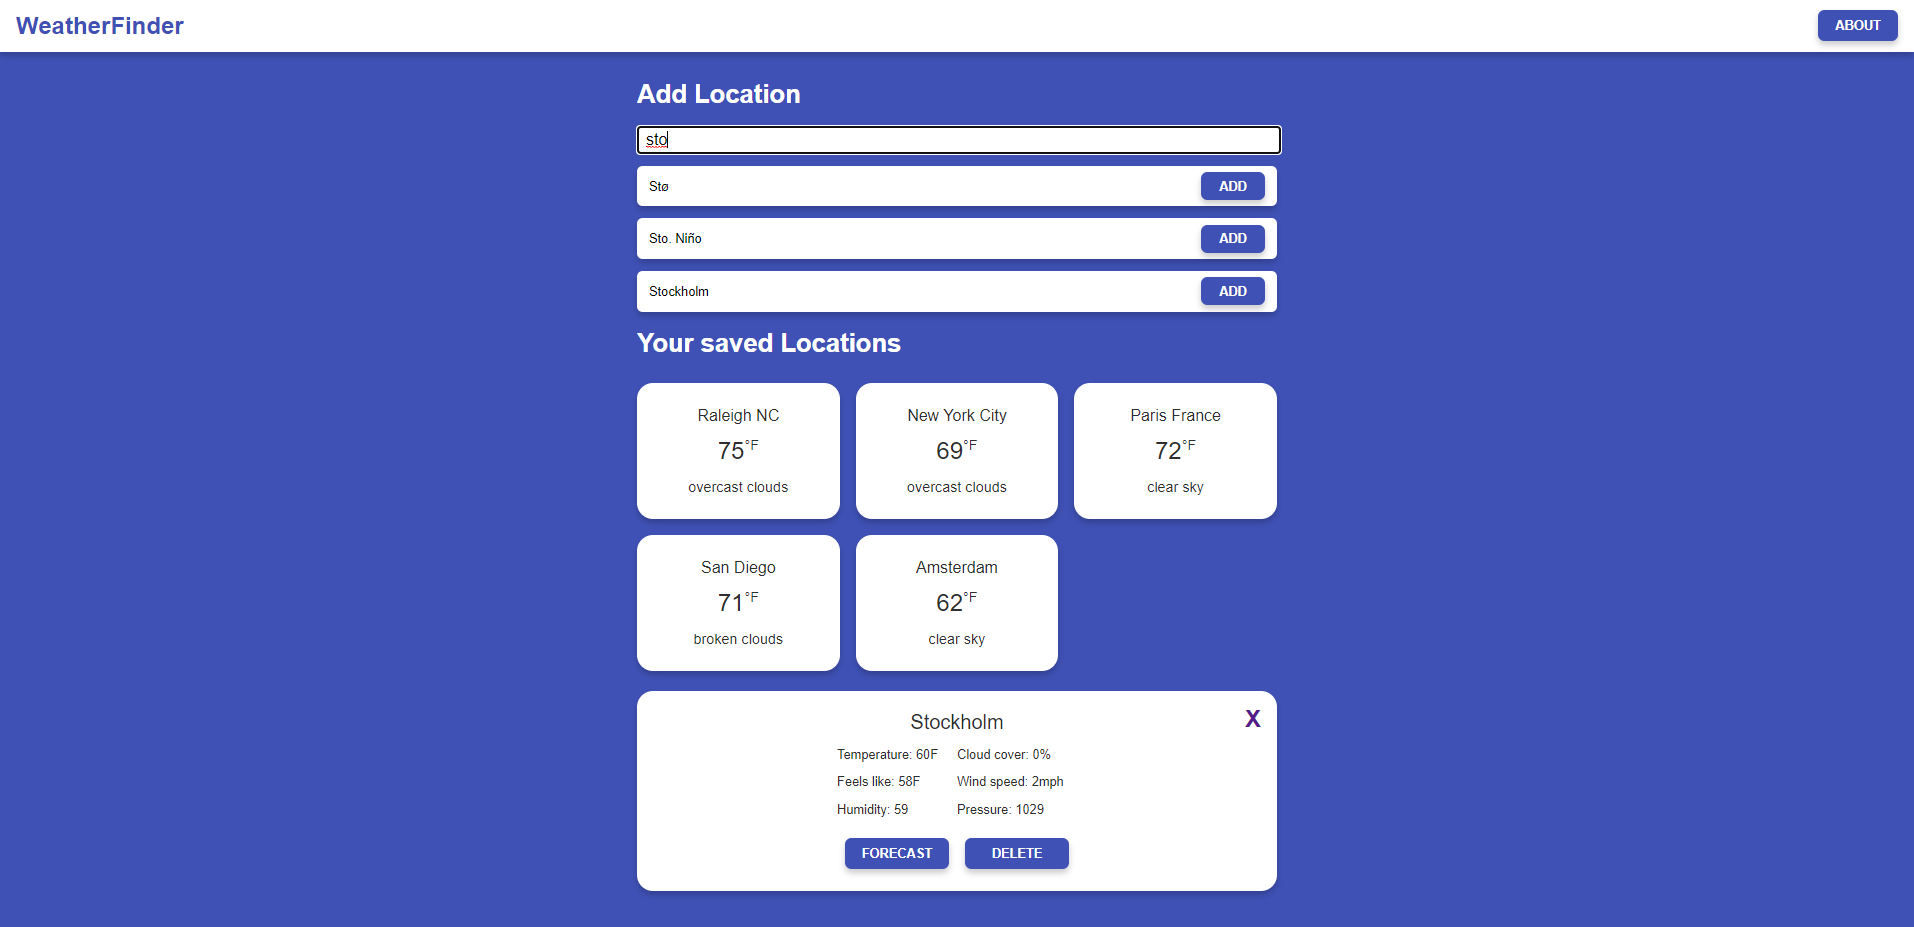 WeatherFinder
ABOUT
Add Location
sto
Stø
ADD
Sto. Niño
ADD
Stockholm
ADD
Your saved Locations
Raleigh NC
75°F
overcast clouds
New York City
69°F
overcast clouds
Paris France
72°F
clear sky
San Diego
71°F
broken clouds
Amsterdam
62°F
clear sky
Stockholm
X
Temperature: 60F
Cloud cover: 0%
Feels like: 58F
Wind speed: 2mph
Humidity: 59
Pressure: 1029
FORECAST
DELETE